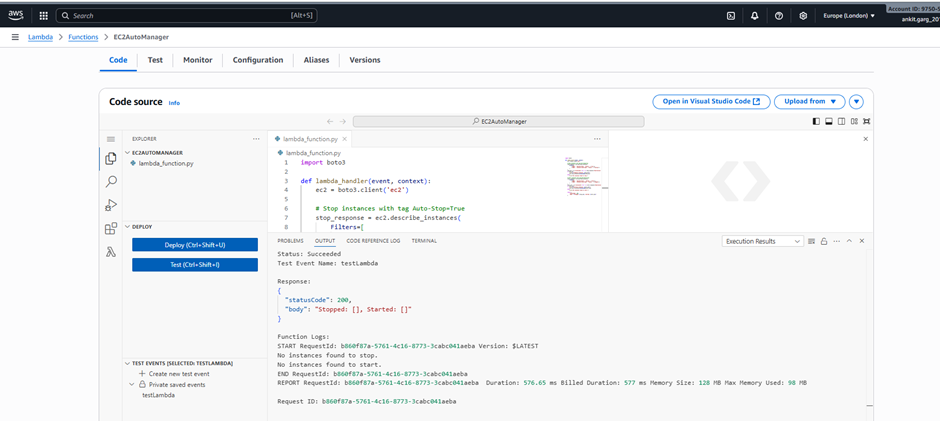 aws
Search
[Alt+S]
Account ID: 9750-5
Europe (London)
ankit.garg_20
Lambda > Functions > EC2AutoManager
Code
Test
Monitor
Configuration
Aliases
Versions
Code source
Info
Open in Visual Studio Code
Upload from
EC2AutoManager
EXPLORER
EC2AUTOMANAGER
lambda_function.py
DEPLOY
Deploy (Ctrl+Shift+U)
Test (Ctrl+Shift+I)
TEST EVENTS [SELECTED: TESTLAMBDA]
Create new test event
Private saved events
testLambda
lambda_function.py
lambda_function.py
1 import boto3
2
3 def lambda_handler(event, context):
4 ec2 = boto3.client('ec2')
5
6 # Stop instances with tag Auto-Stop=True
7 stop_response = ec2.describe_instances(
8 Filters=[
PROBLEMS
OUTPUT
CODE REFERENCE LOG
TERMINAL
Execution Results
Status: Succeeded
Test Event Name: testLambda
Response:
{
"statusCode": 200,
"body": "Stopped: [], Started: []"
}
Function Logs:
START RequestId: b860f87a-5761-4c16-8773-3cabc041aeba Version: $LATEST
No instances found to stop.
No instances found to start.
END RequestId: b860f87a-5761-4c16-8773-3cabc041aeba
REPORT RequestId: b860f87a-5761-4c16-8773-3cabc041aeba Duration: 576.65 ms Billed Duration: 577 ms Memory Size: 128 MB Max Memory Used: 98 MB
Request ID: b860f87a-5761-4c16-8773-3cabc041aeba